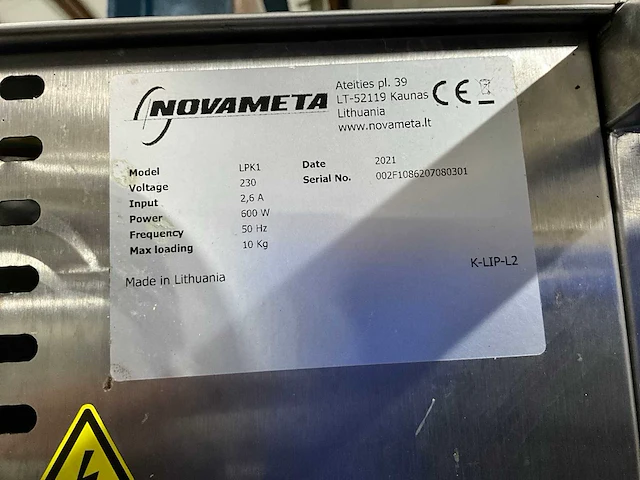 NOVAMETA
Ateities pl. 39
LT-52119 Kaunas
Lithuania
www.novameta.lt
CE
Model LPK1
Voltage 230
Input 2,6 A
Power 600 W
Frequency 50 Hz
Max loading 10 Kg
Date 2021
Serial No. 002F1086207080301
Made in Lithuania
K-LIP-L2